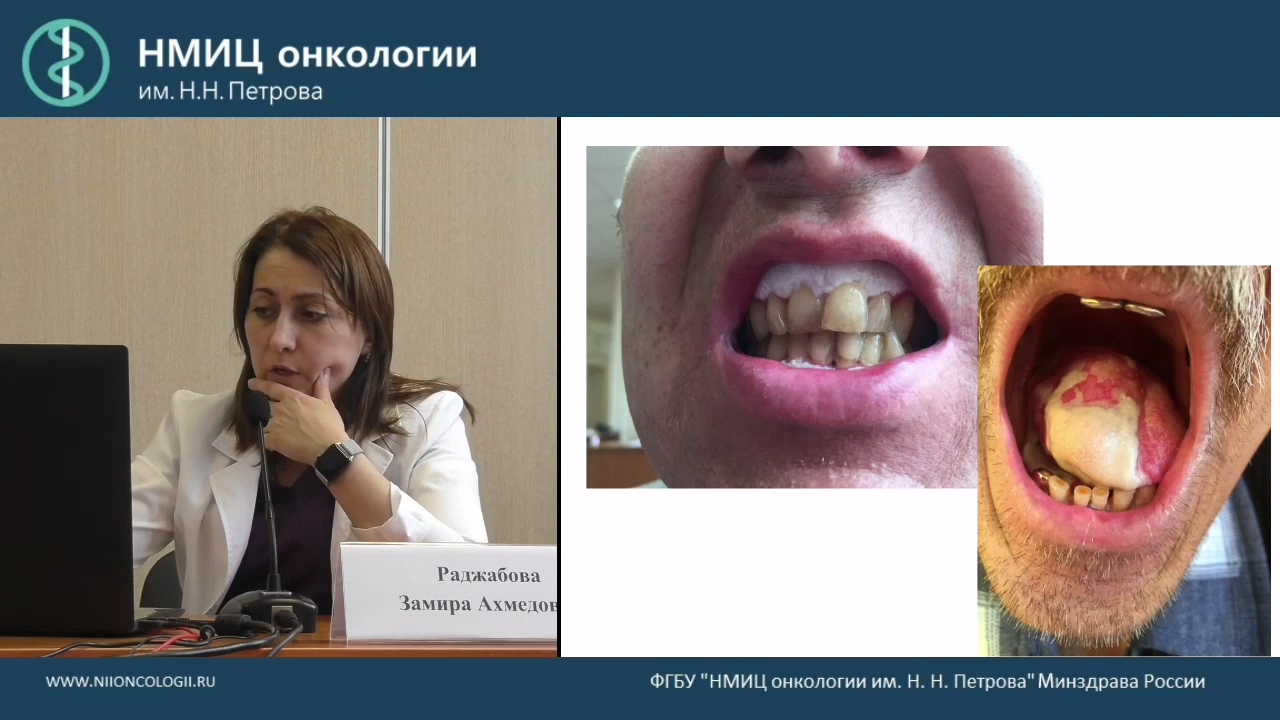 НМИЦ онкологии
им. Н.Н. Петрова
Раджабова
Замира Ахмедов
WWW.NIIONCOLOGII.RU
ФГБУ "НМИЦ онкологии им. Н. Н. Петрова" Минздрава России